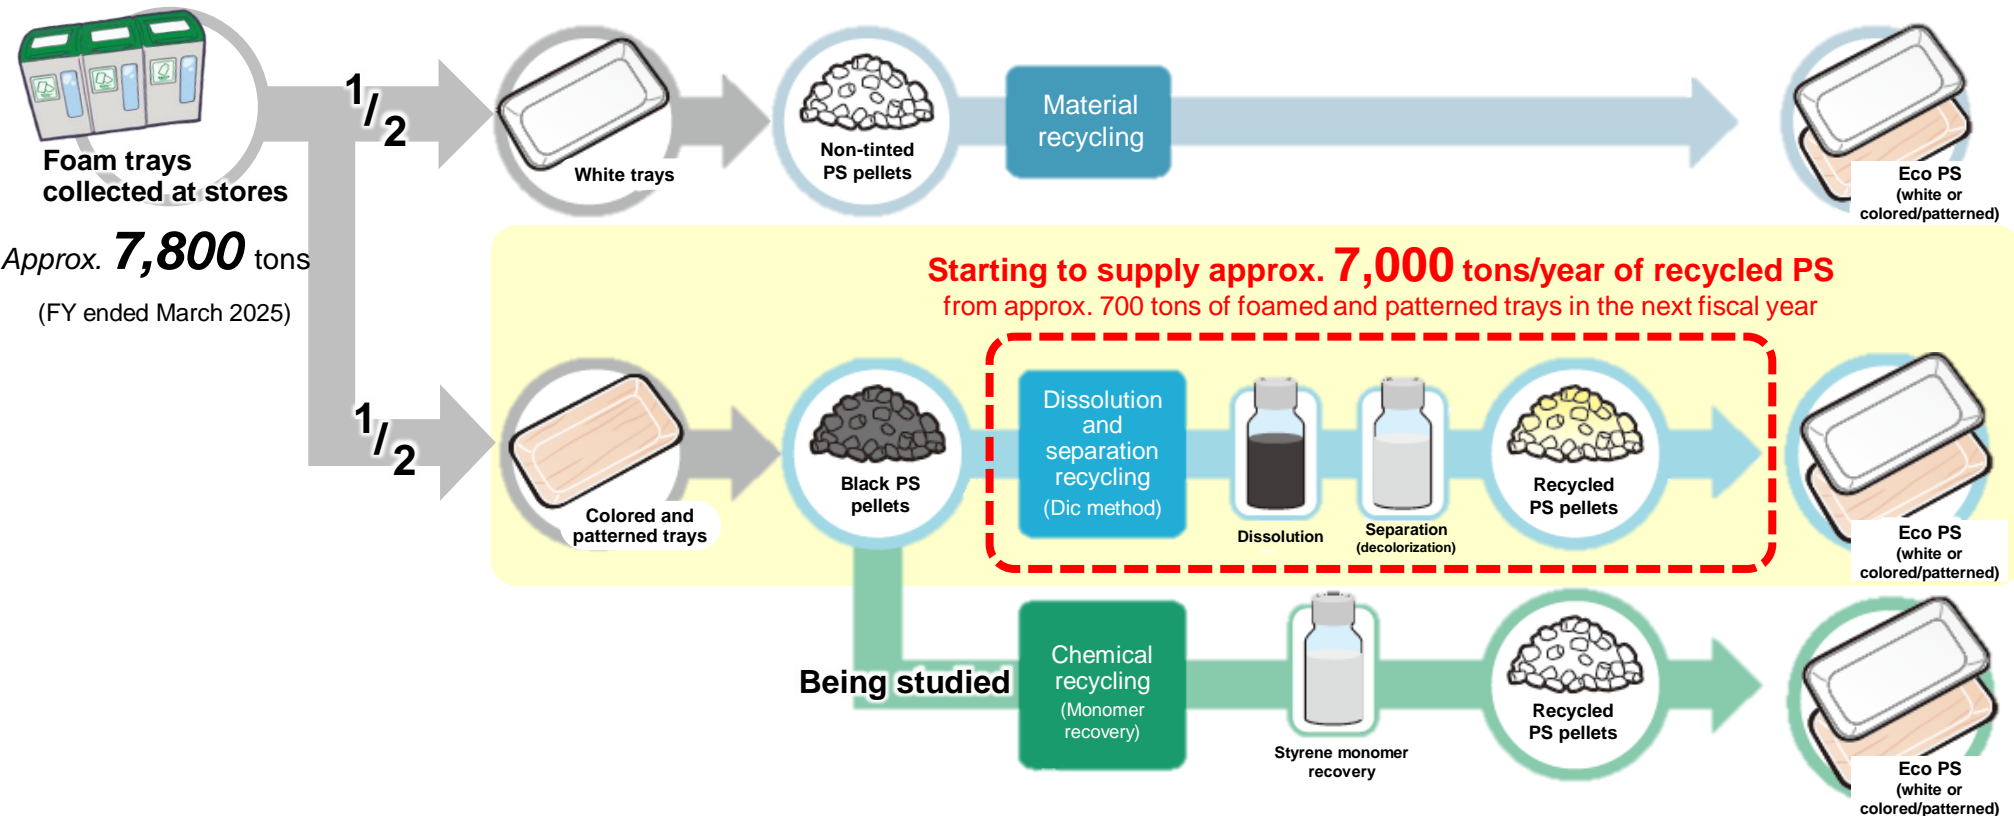 Foam trays
collected at stores
Approx. 7,800 tons
(FY ended March 2025)
1/2
White trays
Non-tinted
PS pellets
Material
recycling
Eco PS
(white or
colored/patterned)
Starting to supply approx. 7,000 tons/year of recycled PS
from approx. 700 tons of foamed and patterned trays in the next fiscal year
1/2
Colored and
patterned trays
Black PS
pellets
Dissolution
and
separation
recycling
(Dic method)
Dissolution
Separation
(decolorization)
Recycled
PS pellets
Eco PS
(white or
colored/patterned)
Being studied
Chemical
recycling
(Monomer
recovery)
Styrene monomer
recovery
Recycled
PS pellets
Eco PS
(white or
colored/patterned)